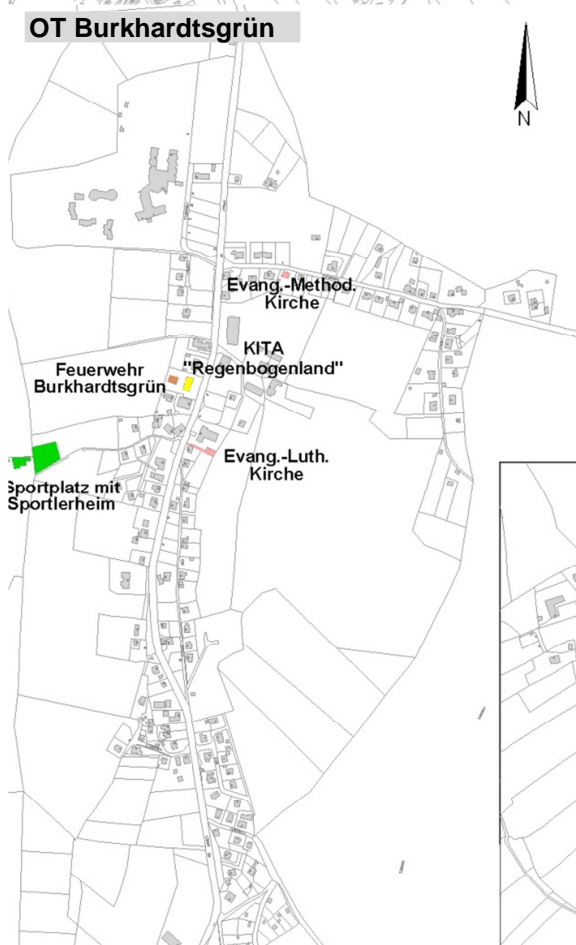 OT Burkhardtsgrün
N
Evang.-Method.
Kirche
KITA
"Regenbogenland"
Feuerwehr
Burkhardtsgrün
Evang.-Luth.
Kirche
Sportplatz mit
Sportlerheim